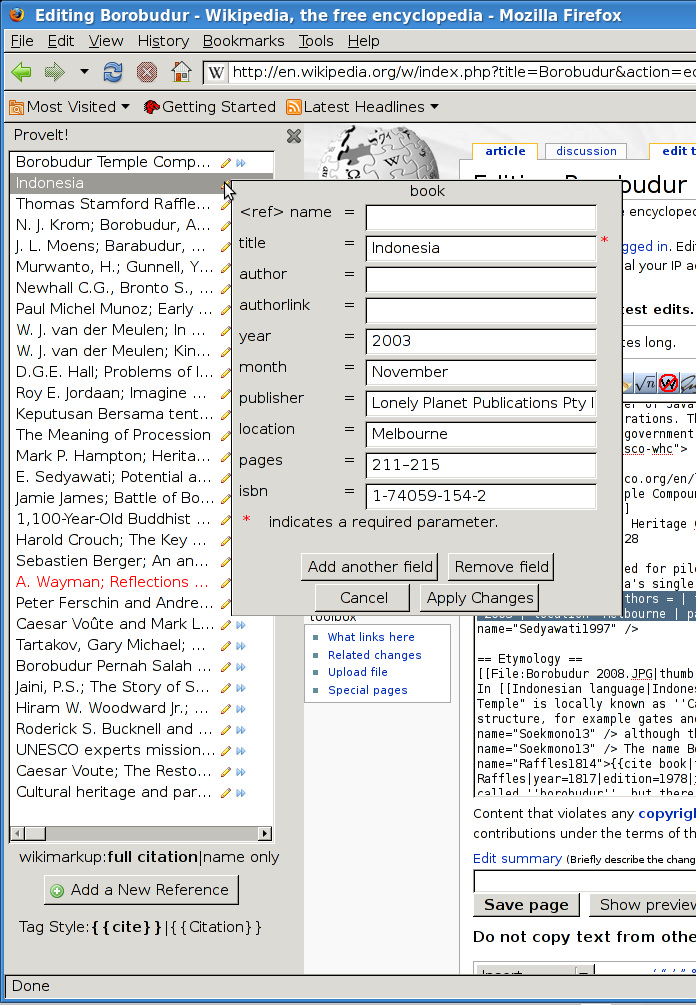 Editing Borobudur - Wikipedia, the free encyclopedia - Mozilla Firefox
File Edit View History Bookmarks Tools Help
W http://en.wikipedia.org/w/index.php?title=Borobudur&action=ed
Most Visited Getting Started Latest Headlines
ProveIt!
Borobudur Temple Comp...
Indonesia
Thomas Stamford Raffle...
N. J. Krom; Borobudur, A...
J. L. Moens; Barabudur, ...
Murwanto, H.; Gunnell, Y...
Newhall C.G., Bronto S., ...
Paul Michel Munoz; Early ...
W. J. van der Meulen; In ...
W. J. van der Meulen; Kin...
D.G.E. Hall; Problems of I...
Roy E. Jordaan; Imagine ...
Keputusan Bersama tent...
The Meaning of Procession
Mark P. Hampton; Herita...
E. Sedyawati; Potential a...
Jamie James; Battle of Bo...
1,100-Year-Old Buddhist ...
Harold Crouch; The Key ...
Sebastien Berger; An an...
A. Wayman; Reflections ...
Peter Ferschin and Andre...
Caesar Voûte and Mark L...
Tartakov, Gary Michael; ...
Borobudur Pernah Salah ...
Jaini, P.S.; The Story of S...
Hiram W. Woodward Jr.; ...
Roderick S. Bucknell and ...
UNESCO experts mission...
Caesar Voute; The Resto...
Cultural heritage and par...
wikimarkup:full citation|name only
Add a New Reference
Tag Style:{{cite}}|{{Citation}}
book
<ref> name =
title = Indonesia *
author =
authorlink =
year = 2003
month = November
publisher = Lonely Planet Publications Pty l
location = Melbourne
pages = 211–215
isbn = 1-74059-154-2
* indicates a required parameter.
Add another field Remove field
Cancel Apply Changes
article discussion edit t
budur
e encyclopec
gged in. Edi
al your IP ac
test edits.
tes long.
√n W
er of Java
rations. Th
government
sco-whc">
sco.org/en/l
ple Compour
]
Heritage
28
ed for pil
a's single
thors = |
2003 | location Melbourne | pa
name="Sedyawati1997" />
== Etymology ==
[[File:Borobudur 2008.JPG|thumb
In [[Indonesian language|Indones
Temple" is locally known as ''Ca
structure, for example gates and
name="Soekmono13" /> although th
name="Soekmono13" /> The name Bo
name="Raffles1814">{{cite book|t
Raffles|year=1817|edition=1978|i
called ''borobudur'', but there
toolbox
What links here
Related changes
Upload file
Special pages
Content that violates any copyrig
contributions under the terms of th
Edit summary (Briefly describe the chang
Save page Show preview
Do not copy text from othe
Insert
Done